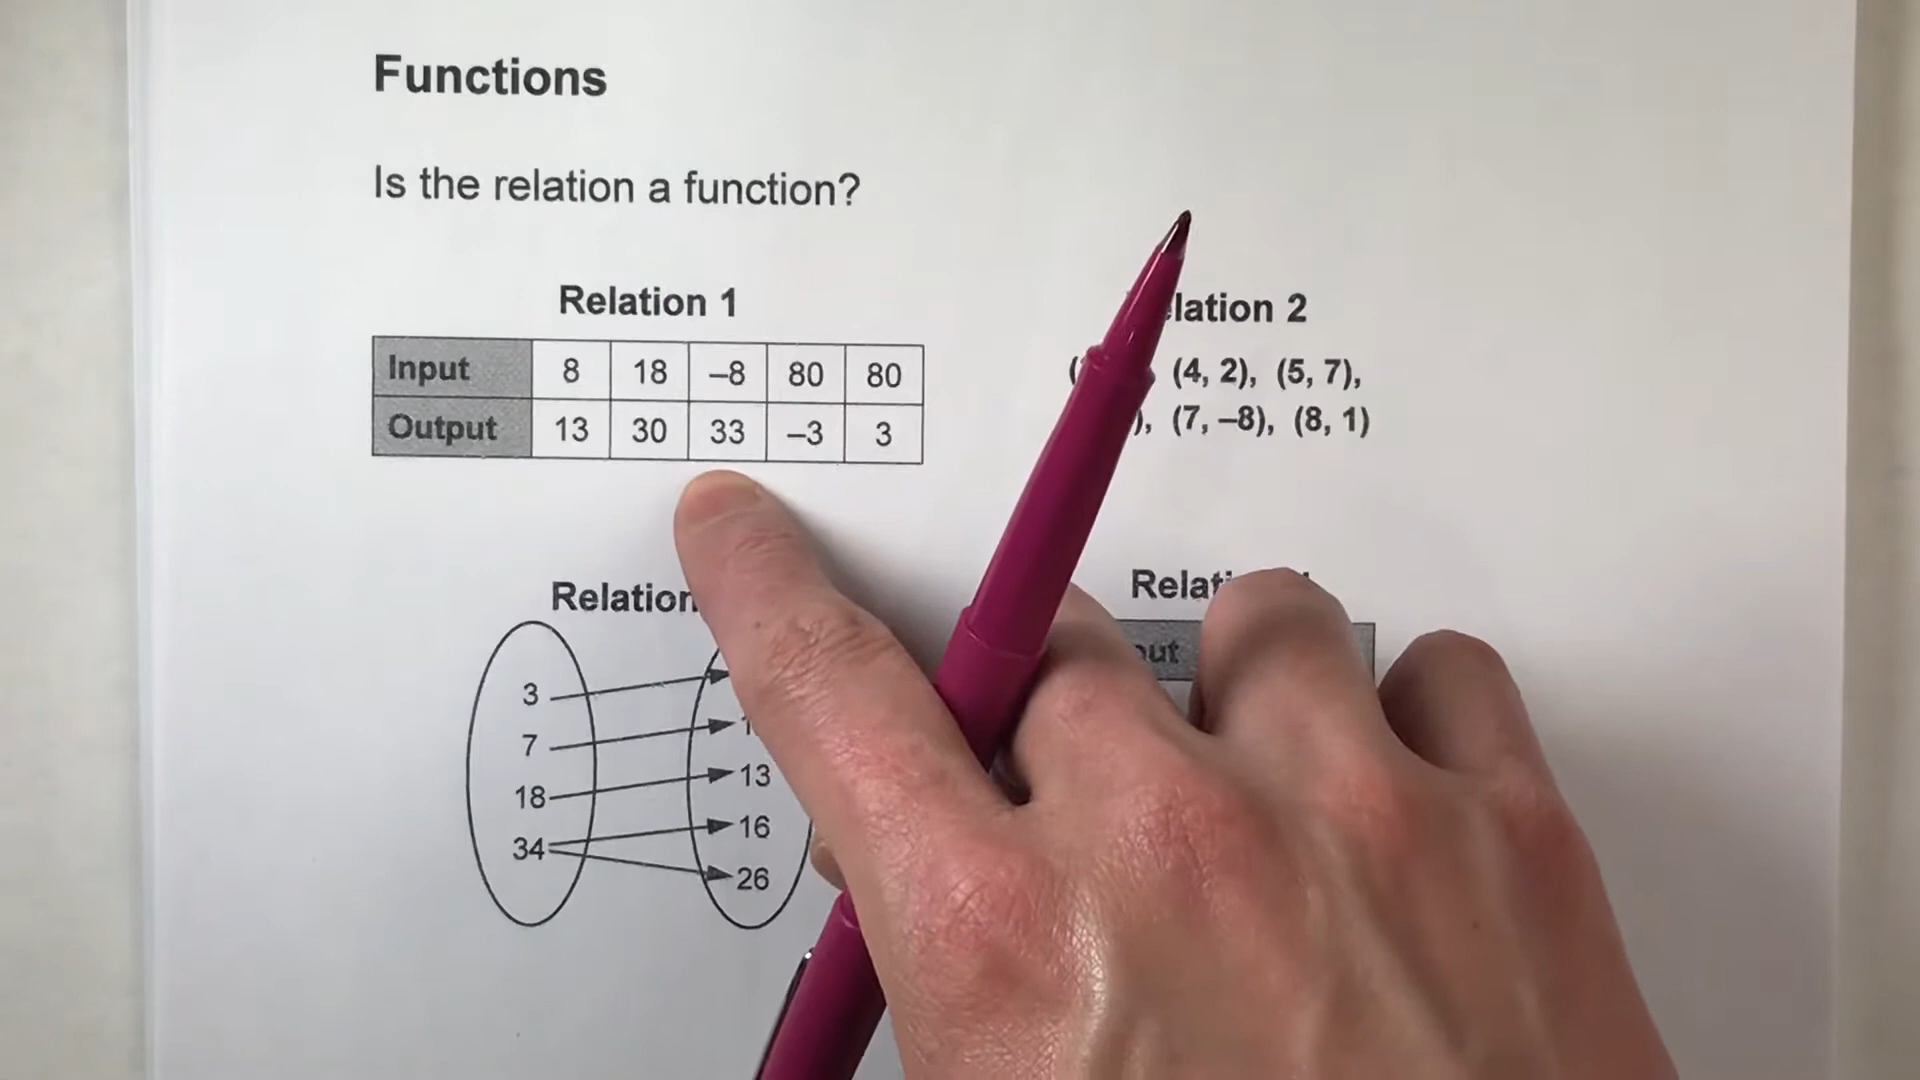 Functions
Is the relation a function?
Relation 1
Input 8 18 –8 80 80
Output 13 30 33 –3 3
lation 2
(4, 2), (5, 7),
), (7, –8), (8, 1)
Relation
3
7
18
34
13
16
26
Relati